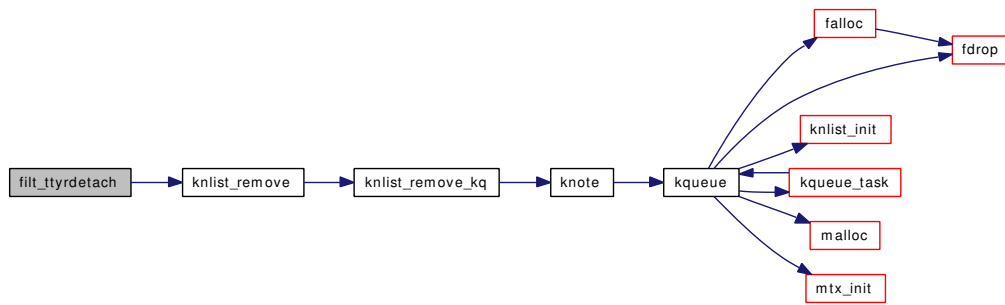 filt_ttyrdetach
knlist_remove
knlist_remove_kq
knote
kqueue
falloc
fdrop
knlist_init
kqueue_task
malloc
mtx_init